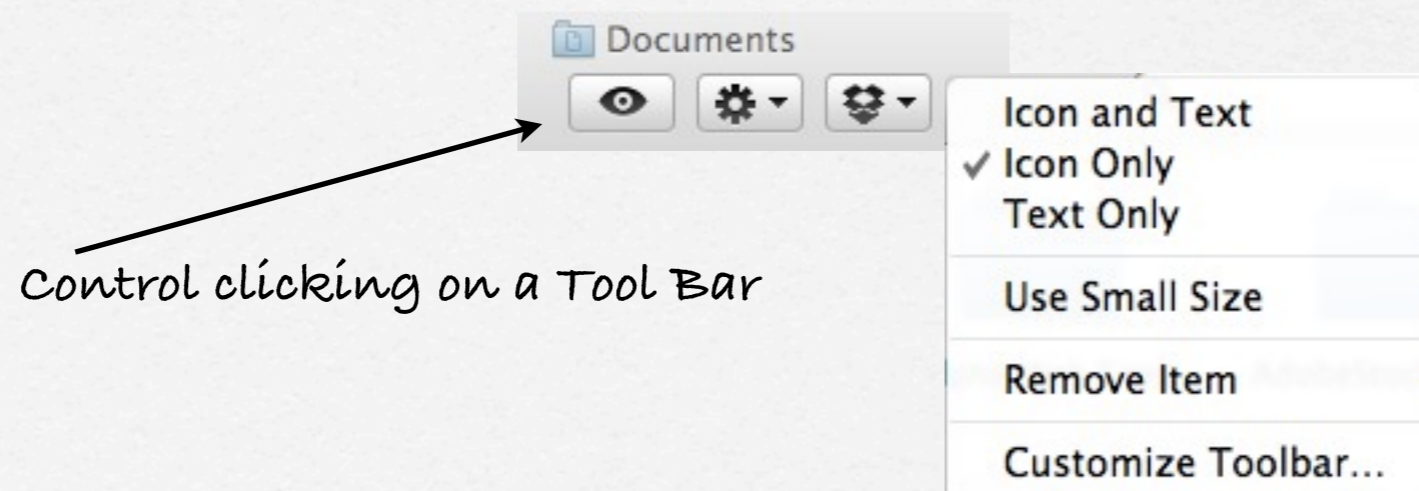 Documents
Icon and Text
✓ Icon Only
Text Only
Control clicking on a Tool Bar
Use Small Size
Remove Item
Customize Toolbar...